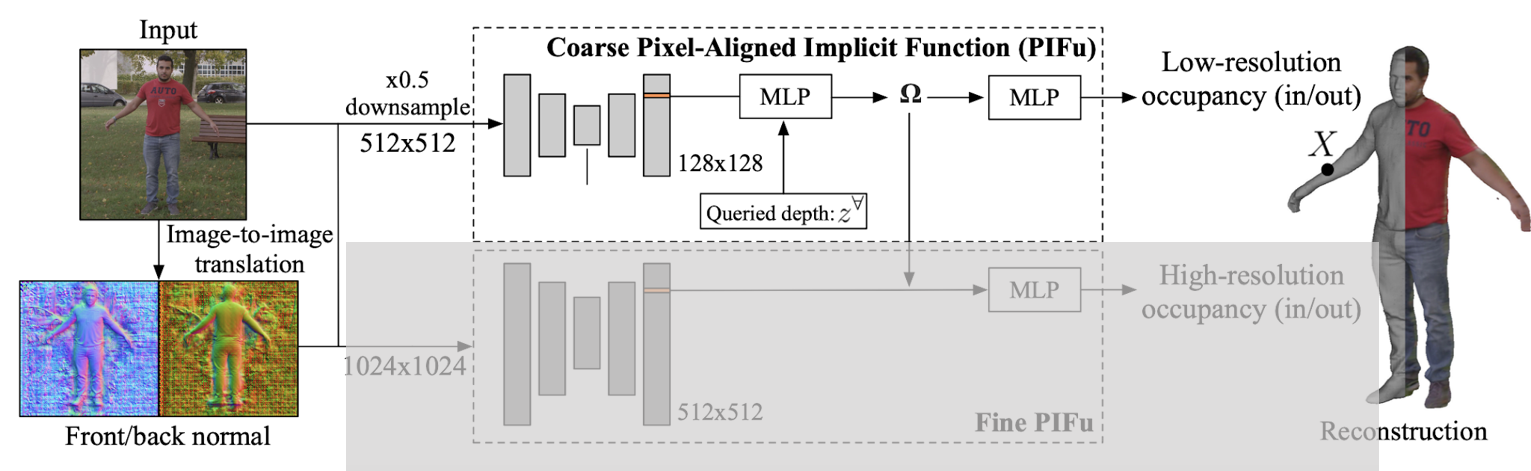 Input
AUTO
x0.5
downsample
512x512
Coarse Pixel-Aligned Implicit Function (PIFu)
MLP
Ω
MLP
128x128
Queried depth: z∀
Low-resolution
occupancy (in/out)
X
TO
Image-to-image
translation
1024x1024
512x512
MLP
Fine PIFu
High-resolution
occupancy (in/out)
Front/back normal
Reconstruction